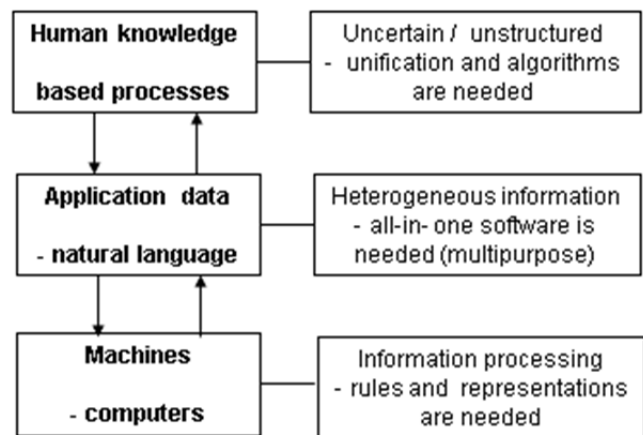 Human knowledge
based processes
Uncertain / unstructured
- unification and algorithms
are needed
Application data
- natural language
Heterogeneous information
- all-in- one software is
needed (multipurpose)
Machines
- computers
Information processing
- rules and representations
are needed